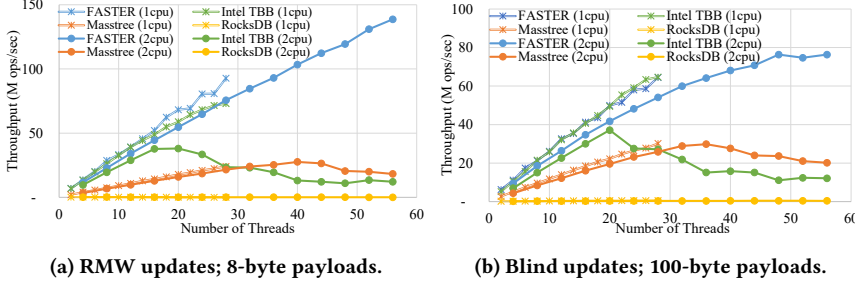 FASTER (1cpu) Intel TBB (1cpu)
Masstree (1cpu) RocksDB (1cpu)
FASTER (2cpu) Intel TBB (2cpu)
Masstree (2cpu) RocksDB (2cpu)
Throughput (M ops/sec)
150
100
50
-
0 10 20 30 40 50 60
Number of Threads
(a) RMW updates; 8-byte payloads.
FASTER (1cpu) Intel TBB (1cpu)
Masstree (1cpu) RocksDB (1cpu)
FASTER (2cpu) Intel TBB (2cpu)
Masstree (2cpu) RocksDB (2cpu)
Throughput (M ops/sec)
100
80
60
40
20
-
0 10 20 30 40 50 60
Number of Threads
(b) Blind updates; 100-byte payloads.